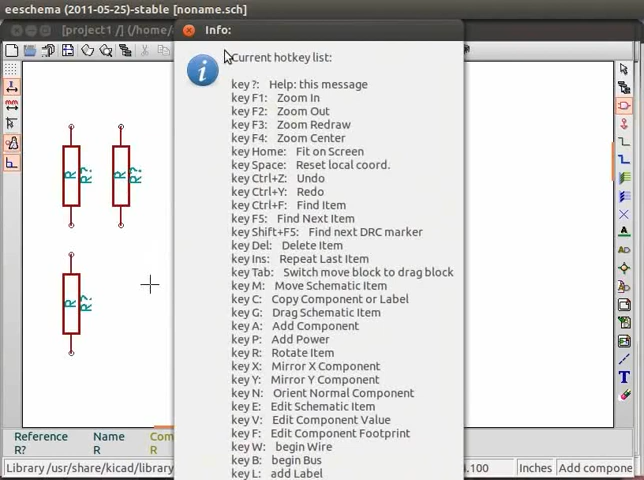 eeschema (2011-05-25)-stable [noname.sch]
[project1] (/home/
Info:
Current hotkey list:
key ?: Help: this message
key F1: Zoom In
key F2: Zoom Out
key F3: Zoom Redraw
key F4: Zoom Center
key Home: Fit on Screen
key Space: Reset local coord.
key Ctrl+Z: Undo
key Ctrl+Y: Redo
key Ctrl+F: Find Item
key F5: Find Next Item
key Shift+F5: Find next DRC marker
key Del: Delete Item
key Ins: Repeat Last Item
key Tab: Switch move block to drag block
key M: Move Schematic Item
key C: Copy Component or Label
key G: Drag Schematic Item
key A: Add Component
key P: Add Power
key R: Rotate Item
key X: Mirror X Component
key Y: Mirror Y Component
key N: Orient Normal Component
key E: Edit Schematic Item
key V: Edit Component Value
key F: Edit Component Footprint
key W: begin Wire
key B: begin Bus
key L: add Label
R R?
R R?
R R?
Reference Name Com
R? R
Library /usr/share/kicad/library
4.100 Inches Add compone